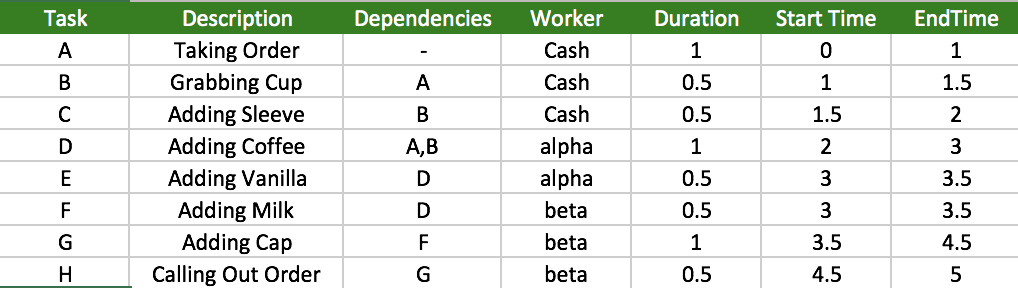 Task Description Dependencies Worker Duration Start Time EndTime
A Taking Order - Cash 1 0 1
B Grabbing Cup A Cash 0.5 1 1.5
C Adding Sleeve B Cash 0.5 1.5 2
D Adding Coffee A,B alpha 1 2 3
E Adding Vanilla D alpha 0.5 3 3.5
F Adding Milk D beta 0.5 3 3.5
G Adding Cap F beta 1 3.5 4.5
H Calling Out Order G beta 0.5 4.5 5